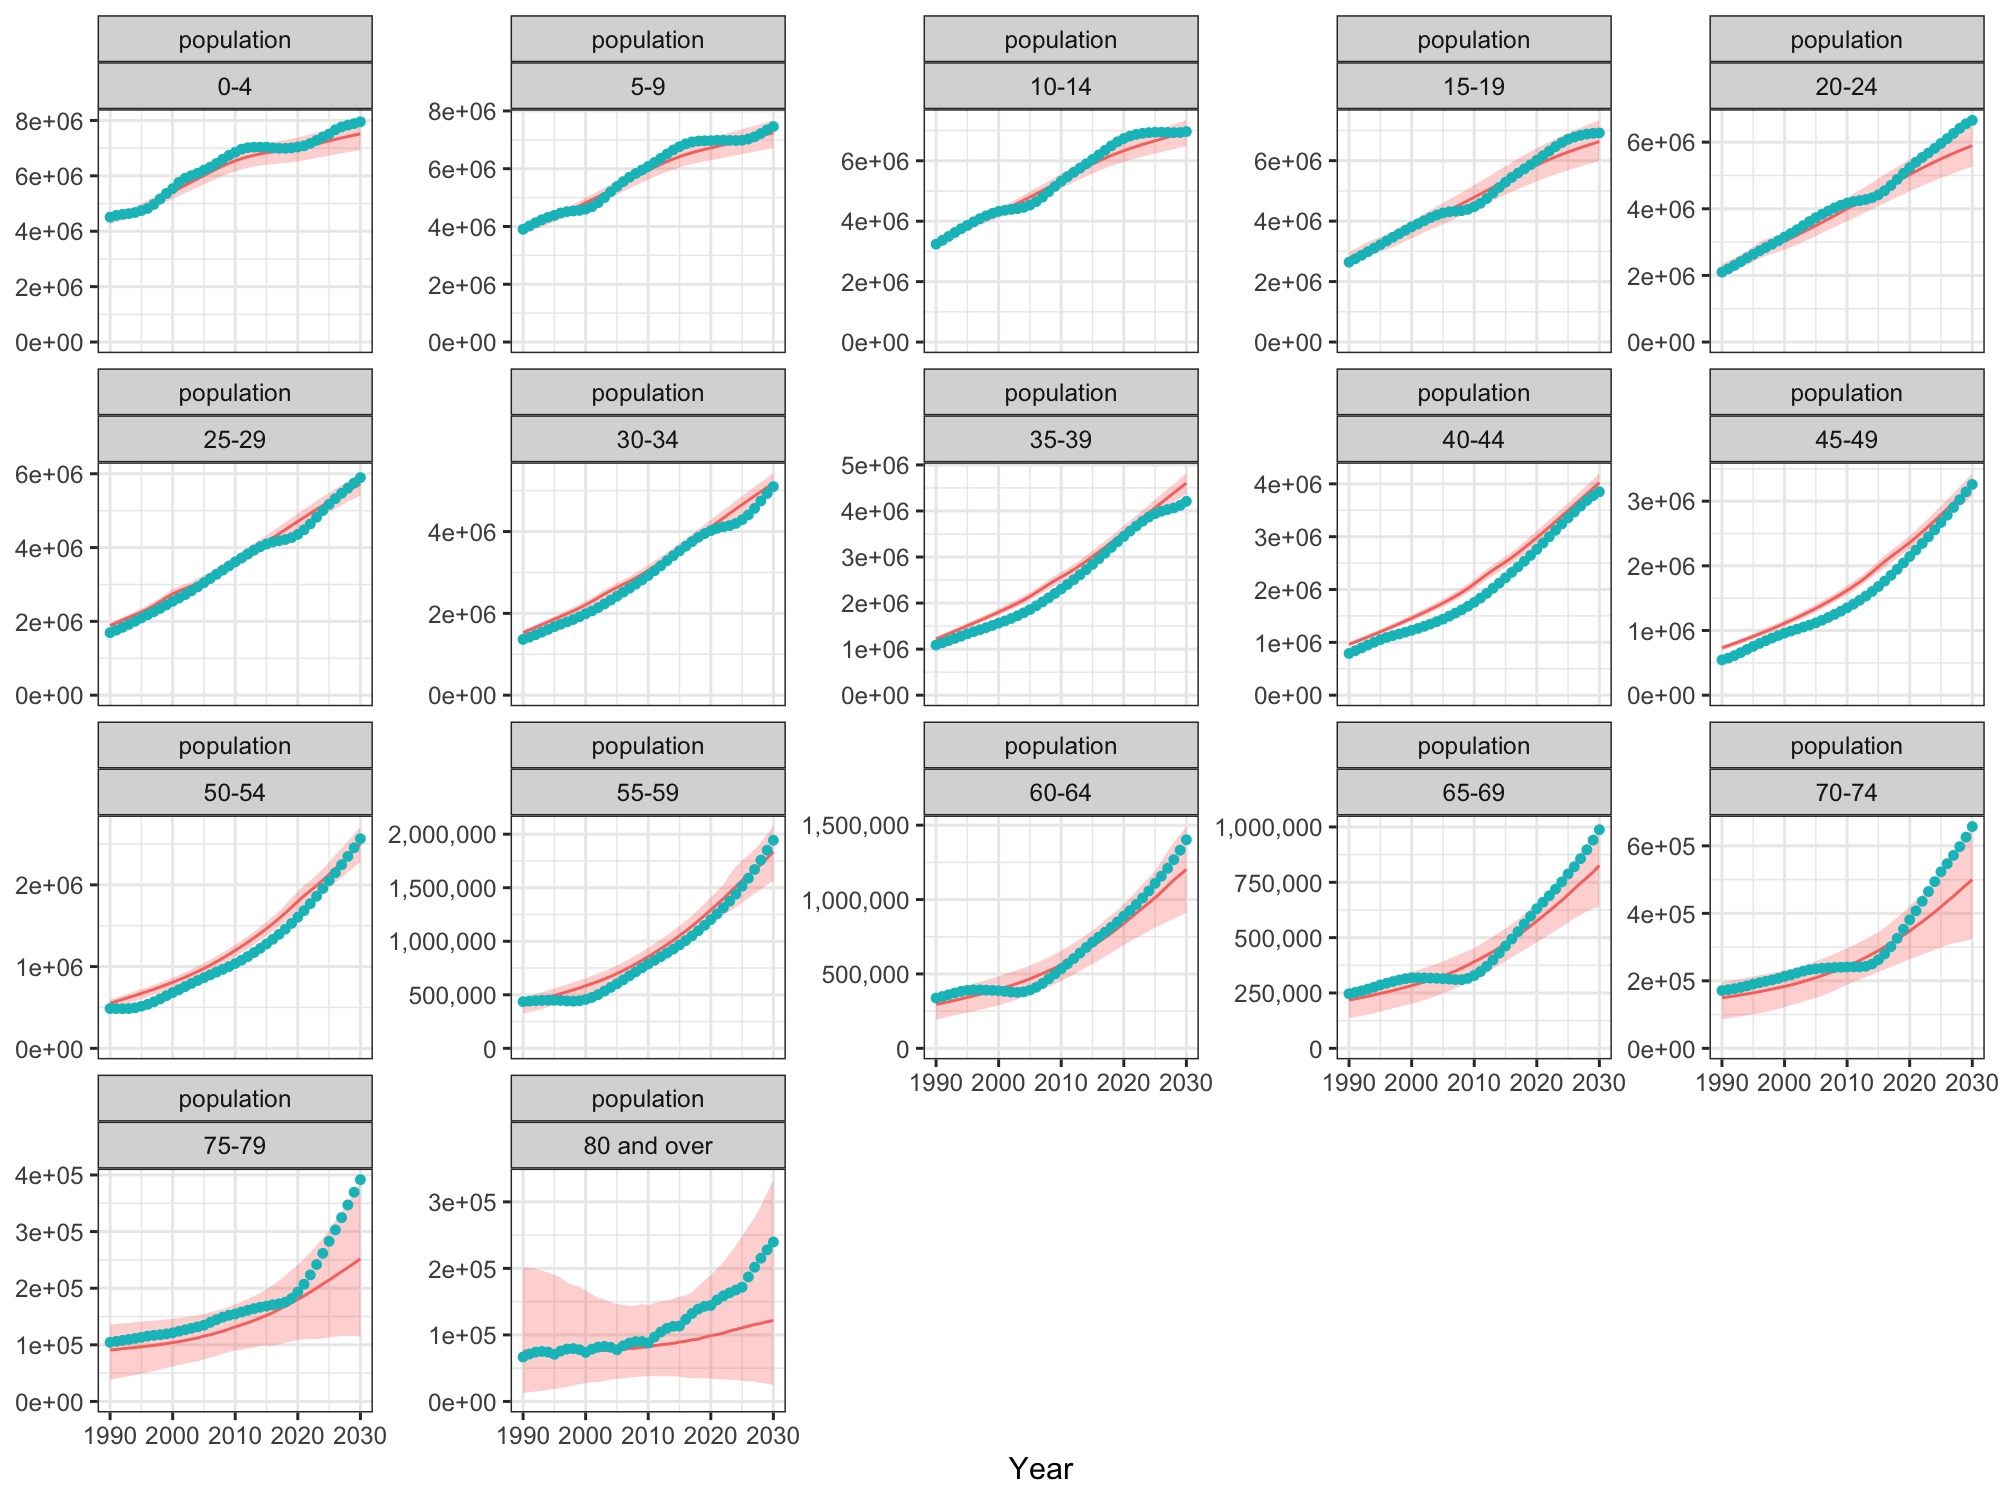 population population population population population
0-4 5-9 10-14 15-19 20-24
8e+06 6e+06 4e+06 2e+06 0e+00
8e+06 6e+06 4e+06 2e+06 0e+00
6e+06 4e+06 2e+06 0e+00
6e+06 4e+06 2e+06 0e+00
6e+06 4e+06 2e+06 0e+00
population population population population population
25-29 30-34 35-39 40-44 45-49
6e+06 4e+06 2e+06 0e+00
4e+06 2e+06 0e+00
5e+06 4e+06 3e+06 2e+06 1e+06 0e+00
4e+06 3e+06 2e+06 1e+06 0e+00
3e+06 2e+06 1e+06 0e+00
population population population population population
50-54 55-59 60-64 65-69 70-74
2e+06 1e+06 0e+00
2,000,000 1,500,000 1,000,000 500,000 0
1,500,000 1,000,000 500,000 0
1,000,000 750,000 500,000 250,000 0
6e+05 4e+05 2e+05 0e+00
1990 2000 2010 2020 2030 1990 2000 2010 2020 2030 1990 2000 2010 2020 2030
population population
75-79 80 and over
4e+05 3e+05 2e+05 1e+05 0e+00
3e+05 2e+05 1e+05 0e+00
1990 2000 2010 2020 2030 1990 2000 2010 2020 2030
Year